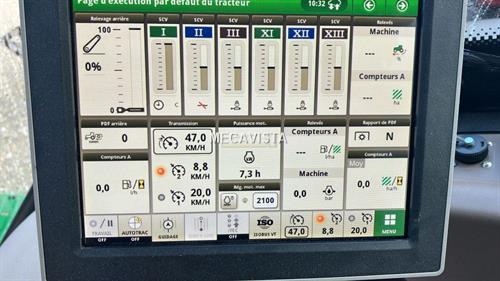 Page d'exécution par défaut du tracteur 10:32
Relevage arrière
100
0%
0
SCV SCV SCV SCV SCV SCV
I II III XI XII XIII
C
Relevés
Machine
---
%
Compteurs A
---
/ha
PDF arrière
0
Transmission
47,0
KM/H
8,8
KM/H
20,0
KM/H
Puissance mot.
7,3 h
Rég. mot. max
2100
Relevés
Compteurs A
---
/ha
Machine
0,0
bar
Rapport de PDF
N
Compteurs A
0,0
l/h
Compteurs A
Moy
0,0
l/h
MECAVISTA
TRAVAIL
AUTOTRAC
OFF
GUIDAGE
ITEC
OFF
ISO
ISOBUS VT
47,0
8,8
20,0
MENU